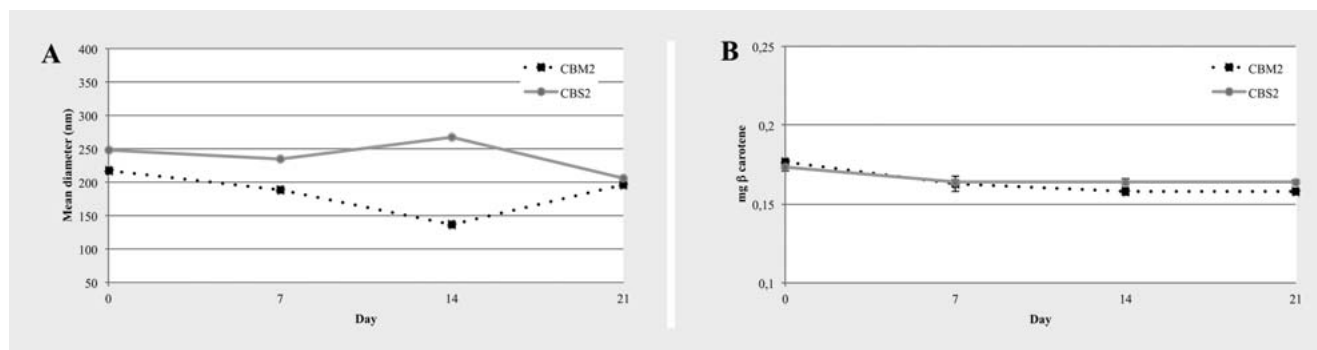 A
400
350
300
250
200
150
100
50
Mean diameter (nm)
0
7
14
21
Day
CBM2
CBS2
B
0,25
0,2
0,15
0,1
mg β carotene
0
7
14
21
Day
CBM2
CBS2